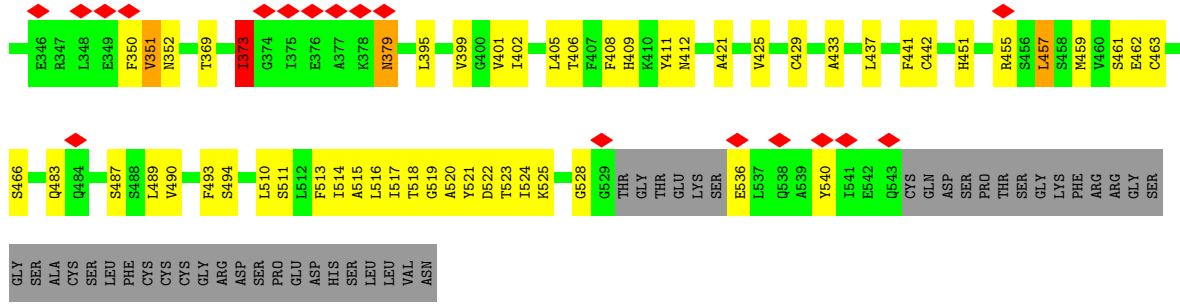 E346 R347 L348 E349 F350 V351 N352 T369 I373 G374 I375 E376 A377 K378 N379 L395 V399 G400 V401 I402 L405 T406 F407 F408 H409 K410 Y411 N412 A421 V425 C429 A433 L437 F441 C442 H451 R455 S456 L457 S458 M459 V460 S461 E462 C463
S466 Q483 Q484 S487 S488 L489 V490 F493 S494 L510 S511 L512 F513 I514 A515 L516 I517 T518 G519 A520 Y521 D522 T523 I524 K525 G528 G529 THR GLY THR GLU LYS SER E536 L537 Q538 A539 Y540 I541 E542 Q543 CYS GLN ASP SER PRO THR SER GLY LYS PHE ARG ARG GLY SER
GLY SER ALA CYS SER LEU PHE CYS CYS CYS GLY ARG ASP SER PRO GLU ASP HIS SER LEU LEU VAL ASN